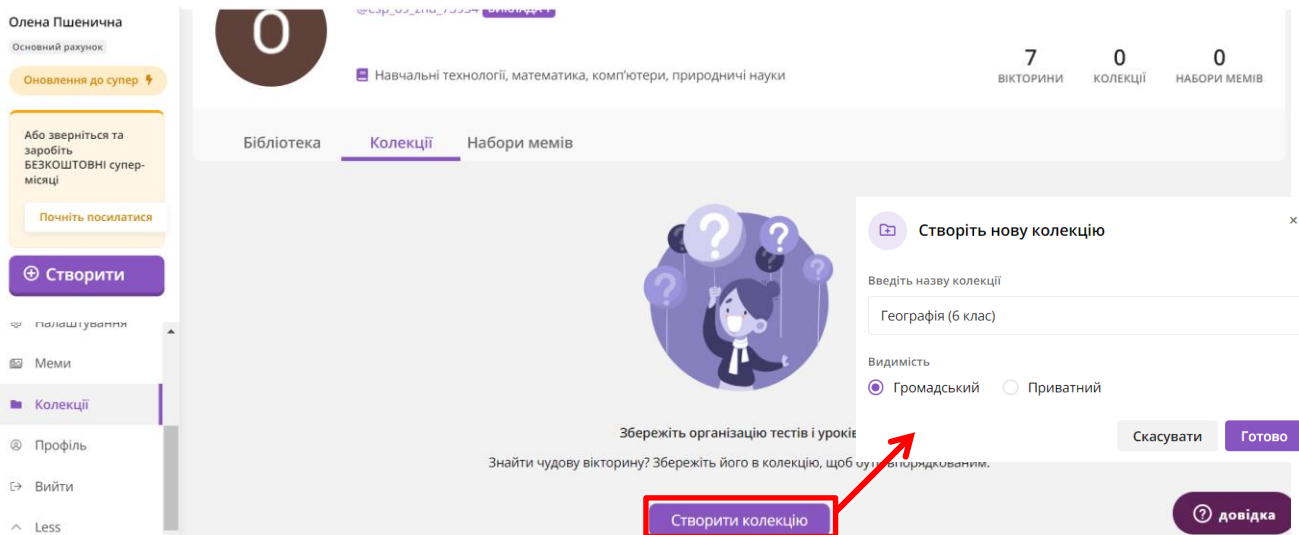 Олена Пшенична
Основний рахунок
Оновлення до супер
Або зверніться та
заробіть
БЕЗКОШТОВНІ супер-
місяці
Почніть посилатися
Створити
Налаштування
Меми
Колекції
Профіль
Вийти
Less
О
Навчальні технології, математика, комп'ютери, природничі науки
7
ВІКТОРИНИ
0
КОЛЕКЦІЇ
0
НАБОРИ МЕМІВ
Бібліотека
Колекції
Набори мемів
Створіть нову колекцію
×
Введіть назву колекції
Географія (6 клас)
Видимість
Громадський
Приватний
Скасувати
Готово
Збережіть організацію тестів і уроків
Знайти чудову вікторину? Збережіть його в колекцію, щоб бути впорядкованим.
Створити колекцію
довідка